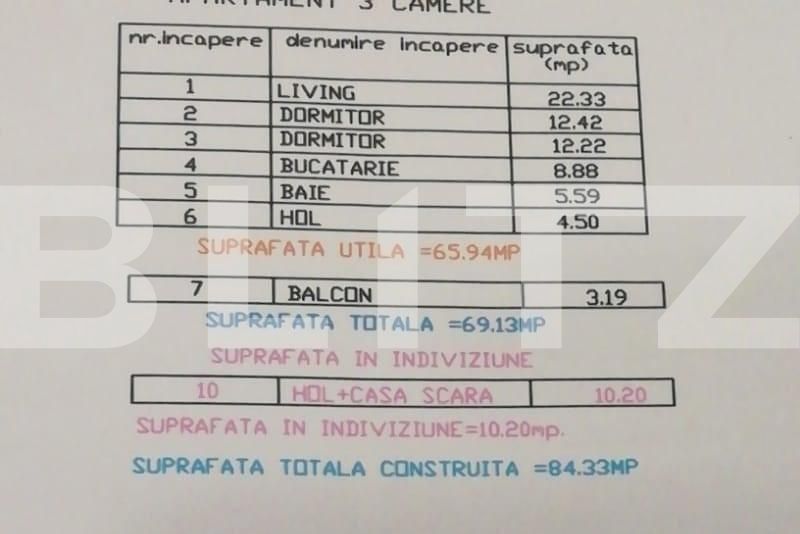 APARTAMENT 3 CAMERE
nr.incapere denumire incapere suprafata (mp)
1 LIVING 22.33
2 DORMITOR 12.42
3 DORMITOR 12.22
4 BUCATARIE 8.88
5 BAIE 5.59
6 HOL 4.50
SUPRAFATA UTILA =65.94MP
7 BALCON 3.19
SUPRAFATA TOTALA =69.13MP
SUPRAFATA IN INDIVIZIUNE
10 HOL+CASA SCARA 10.20
SUPRAFATA IN INDIVIZIUNE=10.20mp.
SUPRAFATA TOTALA CONSTRUITA =84.33MP
BLITZ